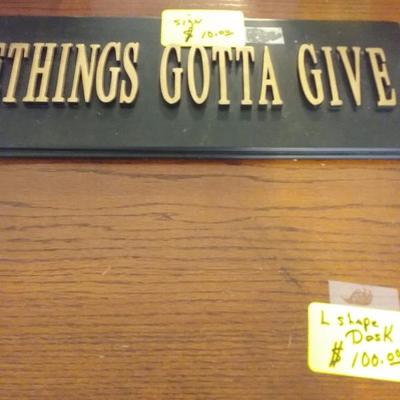 sign
$ 10.00
ETHINGS GOTTA GIVE
L shape
Desk
$ 100.00